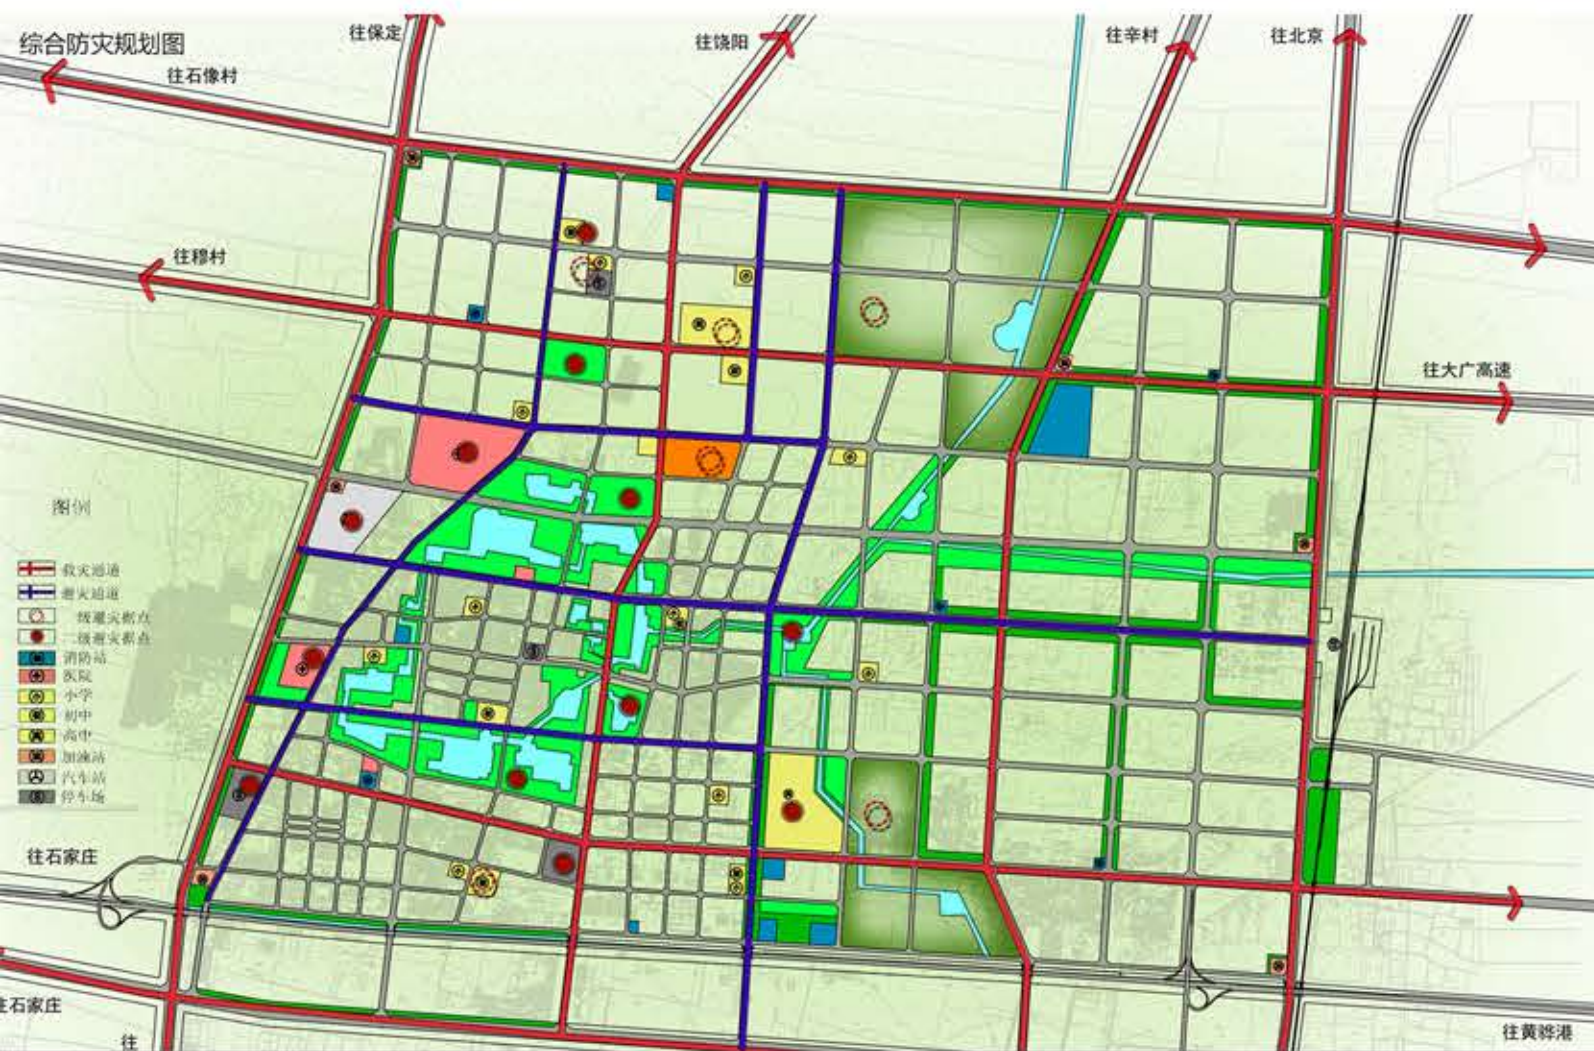 综合防灾规划图
往保定
往饶阳
往辛村
往北京
往石像村
往穆村
往大广高速
图例
救灾通道
避灾通道
一级避灾据点
二级避灾据点
消防站
医院
小学
初中
高中
加油站
汽车站
停车场
往石家庄
往石家庄
往
往黄骅港